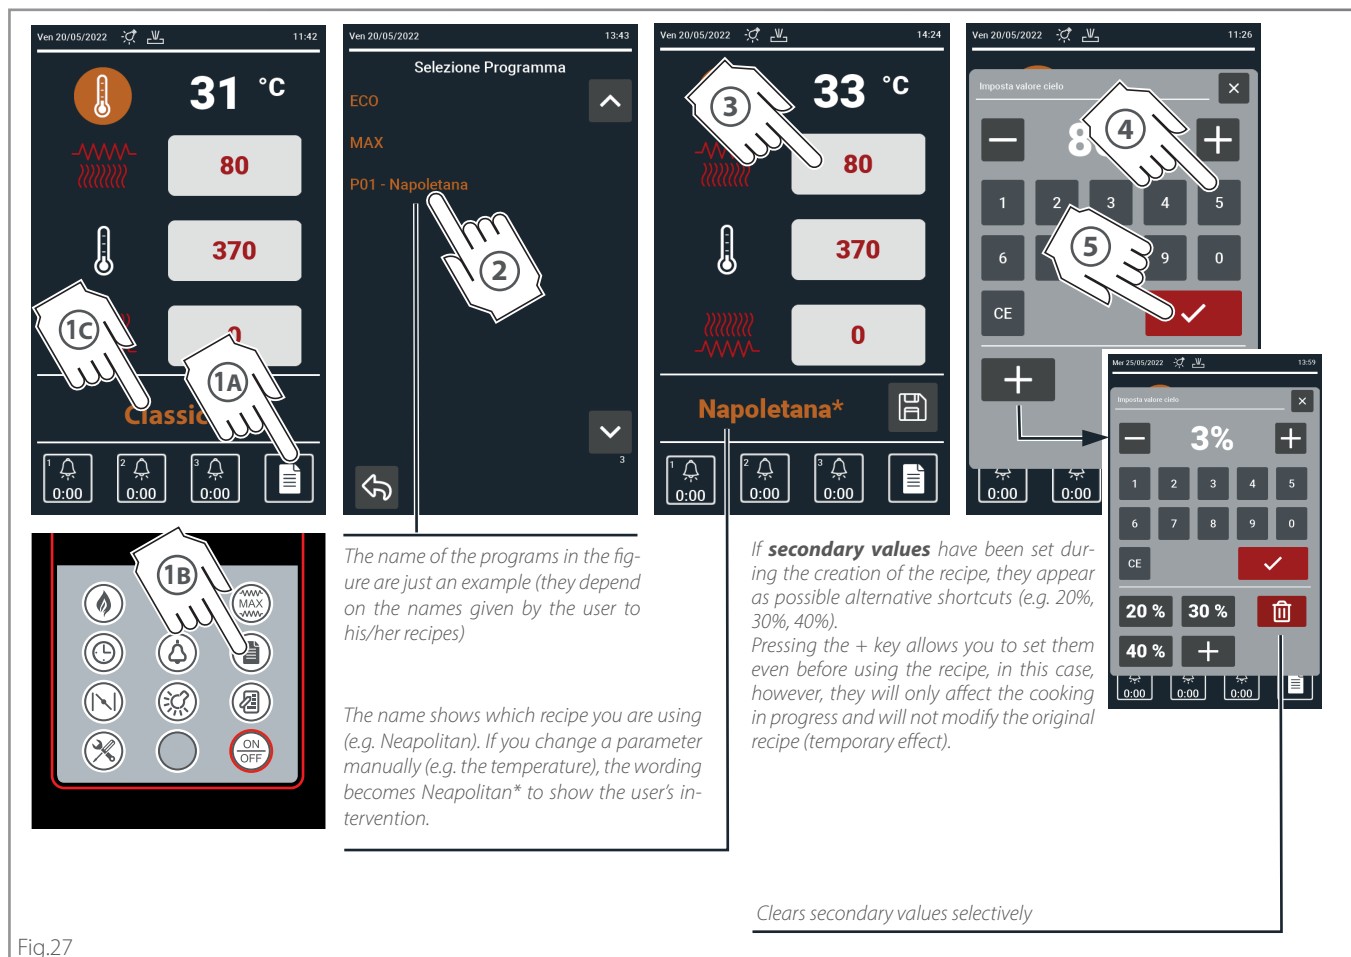 Ven 20/05/2022 11:42
31 °C
80
370
0
1C
1A
Classic
1 2 3
0:00 0:00 0:00
Ven 20/05/2022 13:43
Selezione Programma
ECO
MAX
P01 - Napoletana
2
3
Ven 20/05/2022 14:24
33 °C
3
80
370
0
Napoletana*
1 2 3
0:00 0:00 0:00
Ven 20/05/2022 11:26
Imposta valore cielo
4
1 2 3 4 5
6 9 0
5
CE
0:00 0:00
Mer 25/05/2022 13:59
Imposta valore cielo
3%
1 2 3 4 5
6 7 8 9 0
CE
20 % 30 %
40 %
0:00 0:00 0:00
1B
MAX
ON
OFF
The name of the programs in the fig-
ure are just an example (they depend
on the names given by the user to
his/her recipes)
The name shows which recipe you are using
(e.g. Neapolitan). If you change a parameter
manually (e.g. the temperature), the wording
becomes Neapolitan* to show the user's in-
tervention.
If secondary values have been set dur-
ing the creation of the recipe, they appear
as possible alternative shortcuts (e.g. 20%,
30%, 40%).
Pressing the + key allows you to set them
even before using the recipe, in this case,
however, they will only affect the cooking
in progress and will not modify the original
recipe (temporary effect).
Clears secondary values selectively
Fig.27